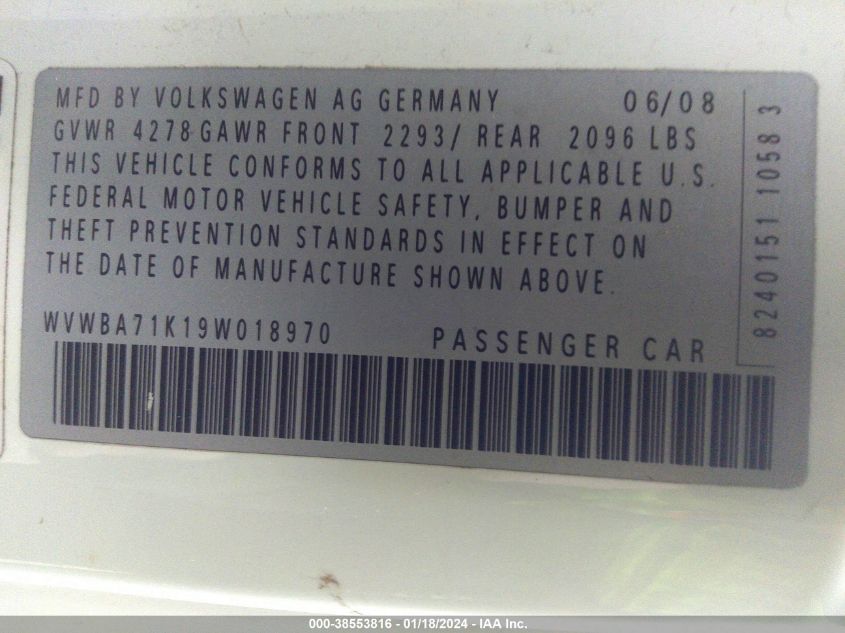 MFD BY VOLKSWAGEN AG GERMANY 06/08
GVWR 4278 GAWR FRONT 2293/ REAR 2096 LBS
THIS VEHICLE CONFORMS TO ALL APPLICABLE U.S.
FEDERAL MOTOR VEHICLE SAFETY, BUMPER AND
THEFT PREVENTION STANDARDS IN EFFECT ON
THE DATE OF MANUFACTURE SHOWN ABOVE.
WVWBA71K19W018970 PASSENGER CAR
8240151 1058 3
000-38553816 - 01/18/2024 - IAA Inc.